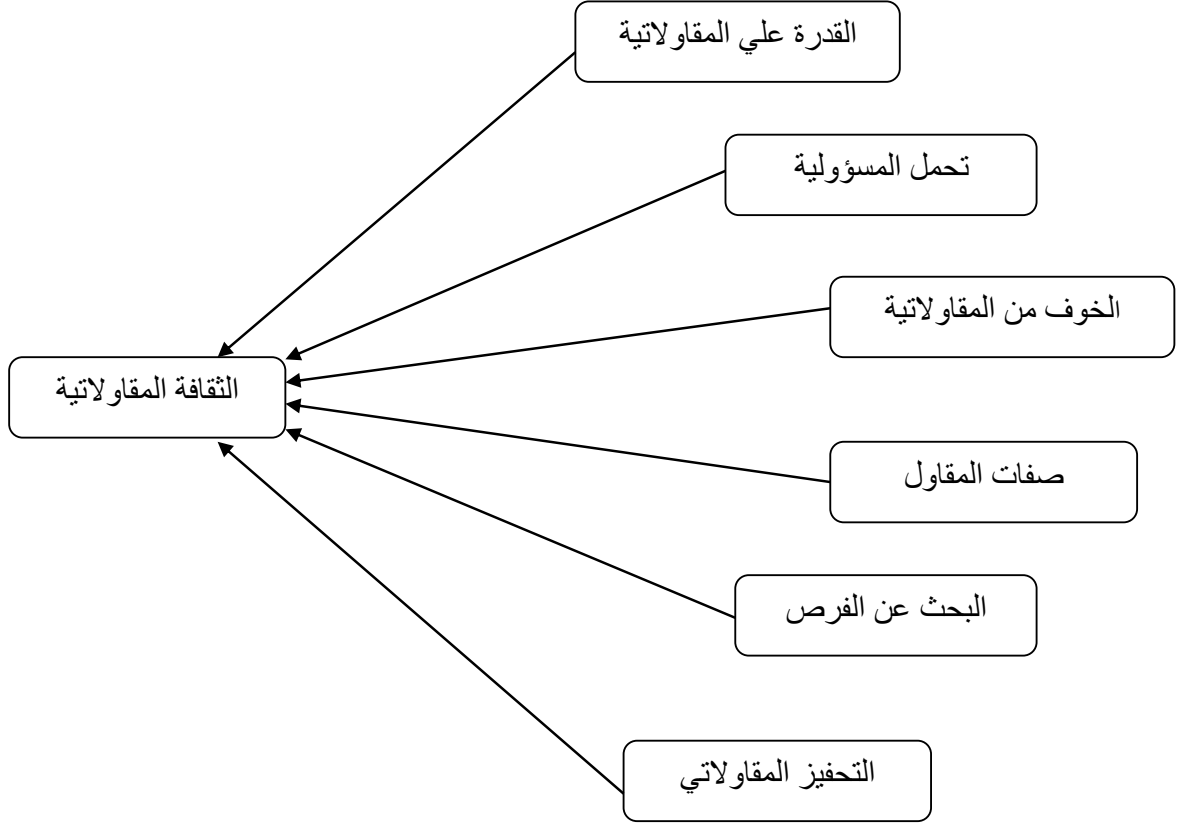 القدرة علي المقاولاتية
تحمل المسؤولية
الخوف من المقاولاتية
الثقافة المقاولاتية
صفات المقاول
البحث عن الفرص
التحفيز المقاولاتي